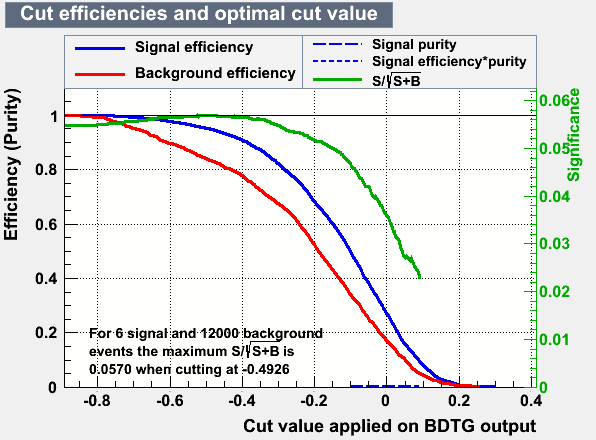 Cut efficiencies and optimal cut value
Signal efficiency
Background efficiency
Signal purity
Signal efficiency*purity
S/√S+B
Efficiency (Purity)
1
0.8
0.6
0.4
0.2
0
0.06
0.05
0.04
0.03
0.02
0.01
0
Significance
For 6 signal and 12000 background
events the maximum S/√S+B is
0.0570 when cutting at -0.4926
-0.8 -0.6 -0.4 -0.2 0 0.2 0.4
Cut value applied on BDTG output